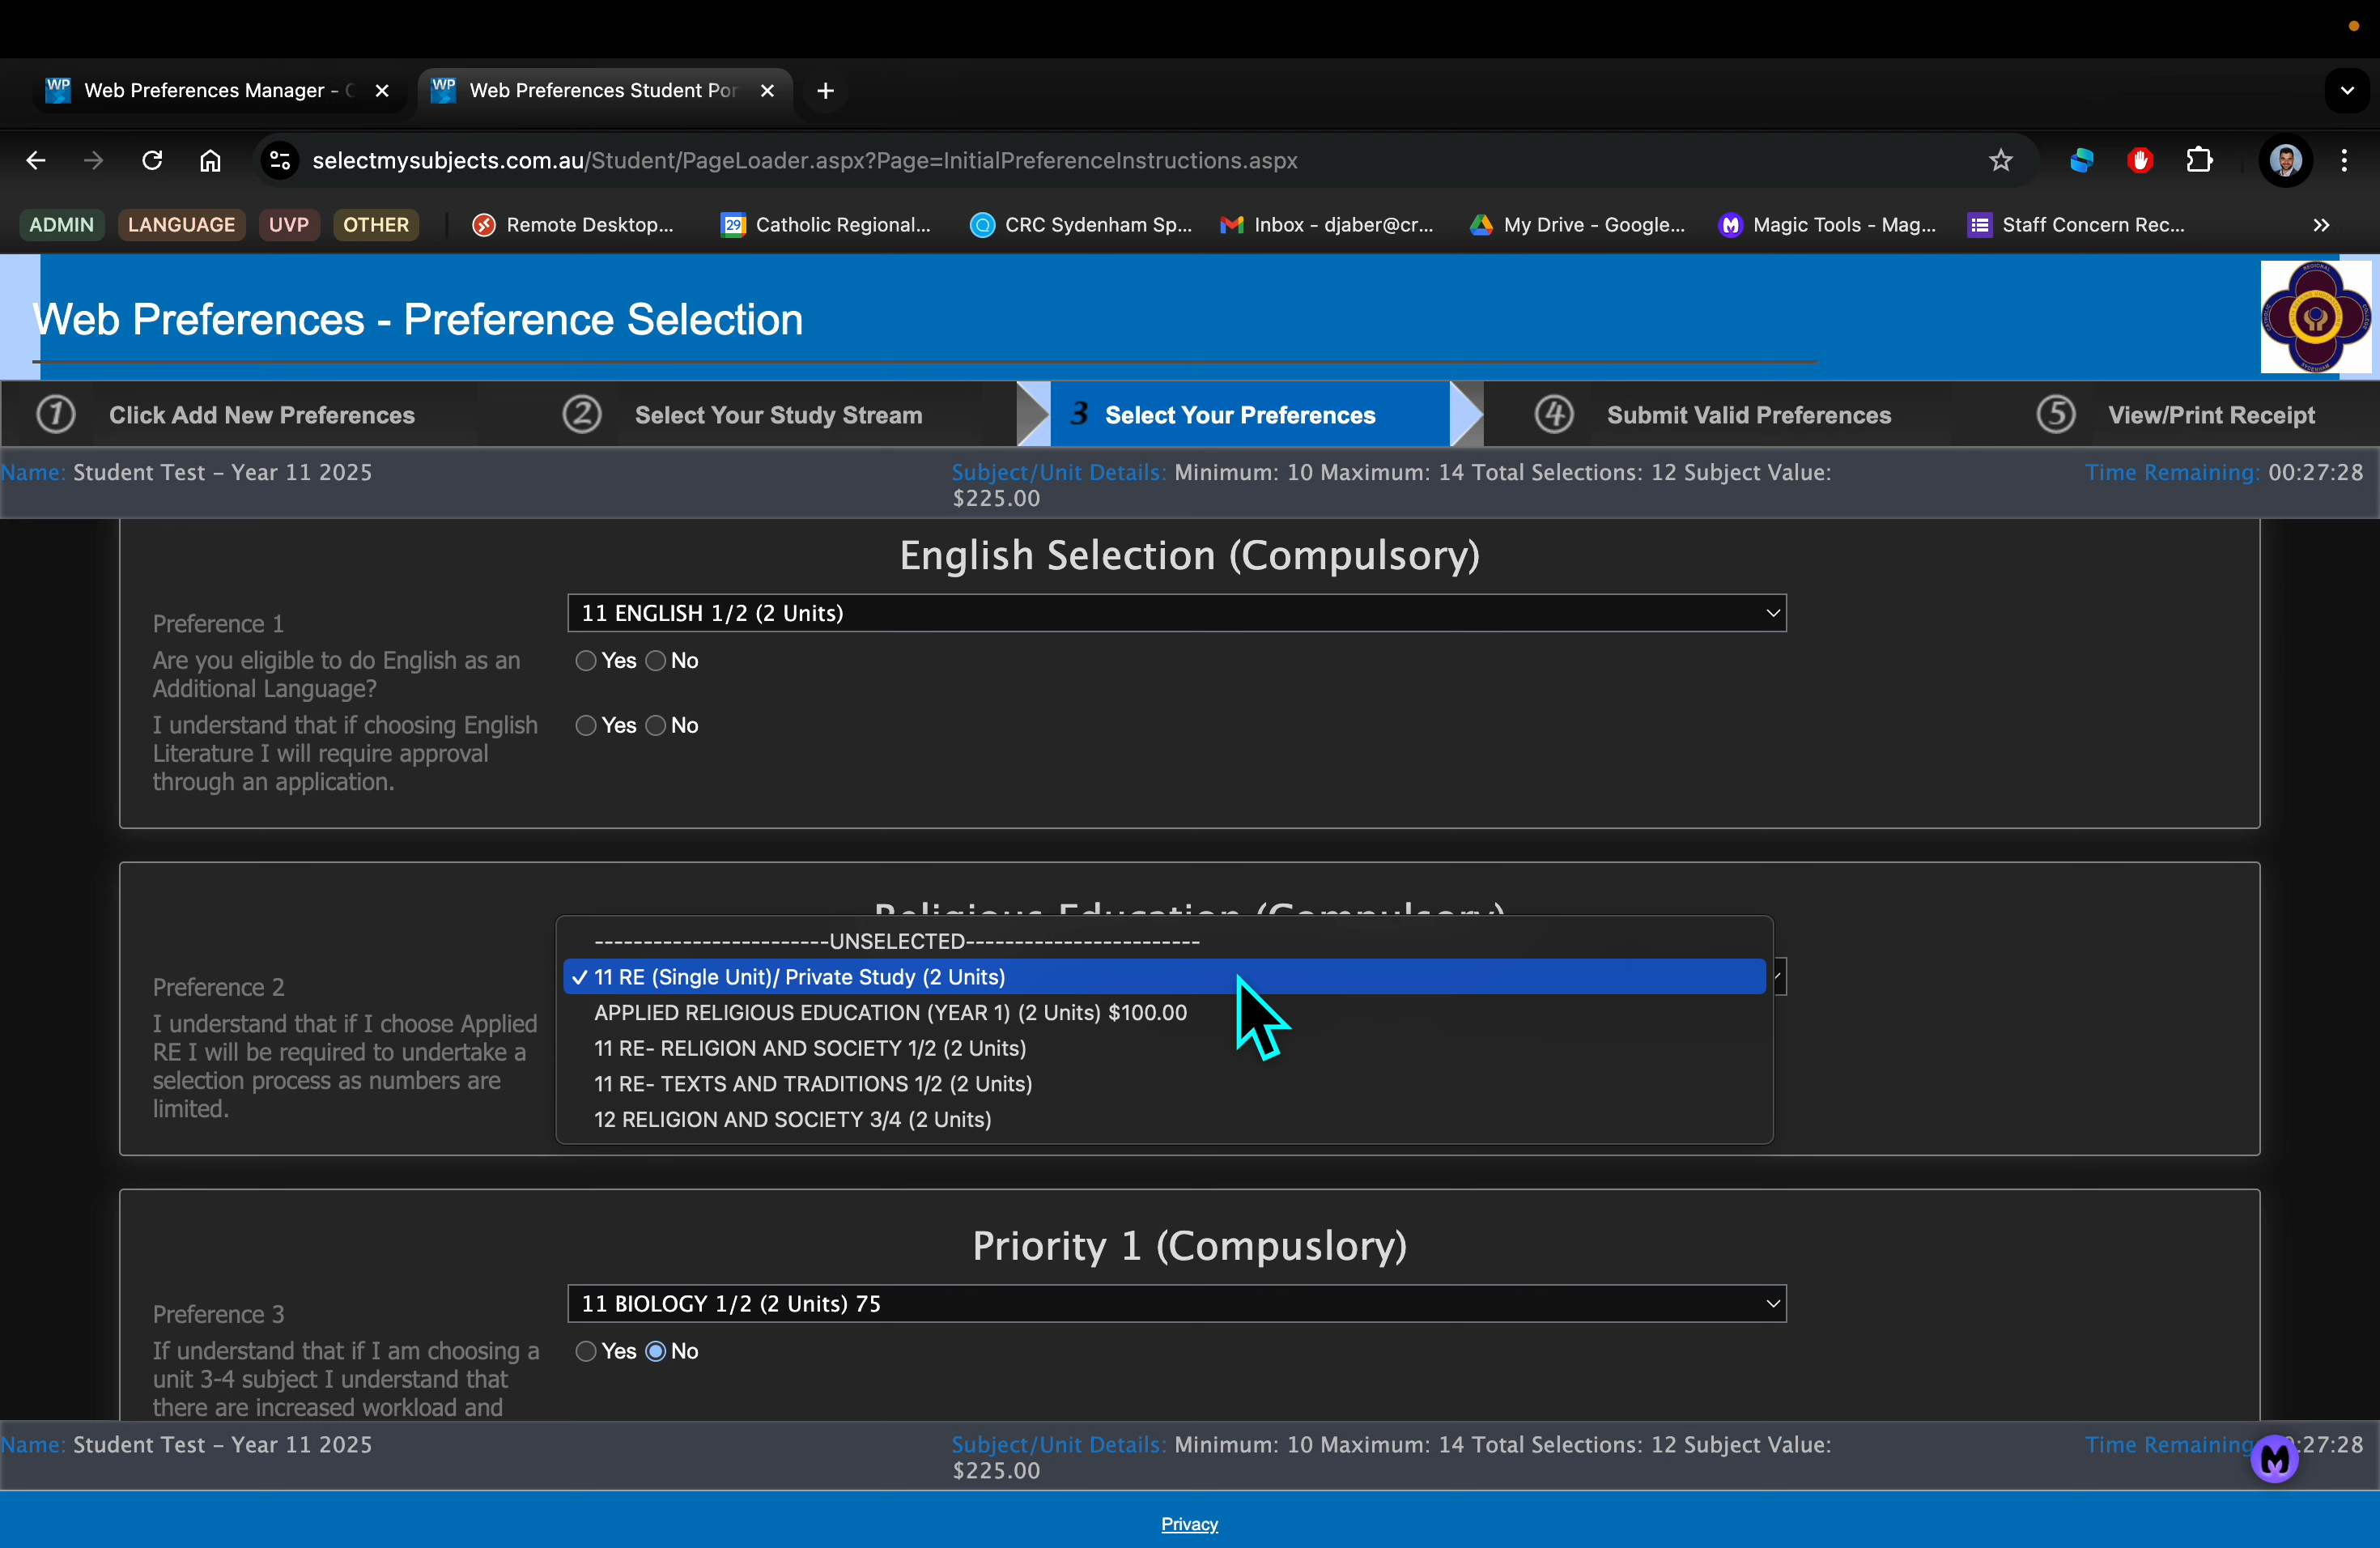 Web Preferences Manager - C
Web Preferences Student Por
selectmysubjects.com.au/Student/PageLoader.aspx?Page=InitialPreferenceInstructions.aspx
ADMIN LANGUAGE UVP OTHER Remote Desktop... Catholic Regional... CRC Sydenham Sp... Inbox - djaber@cr... My Drive - Google... Magic Tools - Mag... Staff Concern Rec...
Web Preferences - Preference Selection
1 Click Add New Preferences 2 Select Your Study Stream 3 Select Your Preferences 4 Submit Valid Preferences 5 View/Print Receipt
Name: Student Test – Year 11 2025 Subject/Unit Details: Minimum: 10 Maximum: 14 Total Selections: 12 Subject Value: Time Remaining: 00:27:28
$225.00
English Selection (Compulsory)
Preference 1 11 ENGLISH 1/2 (2 Units)
Are you eligible to do English as an Yes No
Additional Language?
I understand that if choosing English Yes No
Literature I will require approval
through an application.
Religious Education (Compulsory)
------------------------UNSELECTED------------------------
Preference 2 ✓ 11 RE (Single Unit)/ Private Study (2 Units)
I understand that if I choose Applied APPLIED RELIGIOUS EDUCATION (YEAR 1) (2 Units) $100.00
RE I will be required to undertake a 11 RE- RELIGION AND SOCIETY 1/2 (2 Units)
selection process as numbers are 11 RE- TEXTS AND TRADITIONS 1/2 (2 Units)
limited. 12 RELIGION AND SOCIETY 3/4 (2 Units)
Priority 1 (Compuslory)
Preference 3 11 BIOLOGY 1/2 (2 Units) 75
If understand that if I am choosing a Yes No
unit 3-4 subject I understand that
there are increased workload and
Name: Student Test – Year 11 2025 Subject/Unit Details: Minimum: 10 Maximum: 14 Total Selections: 12 Subject Value: Time Remaining :27:28
$225.00
Privacy